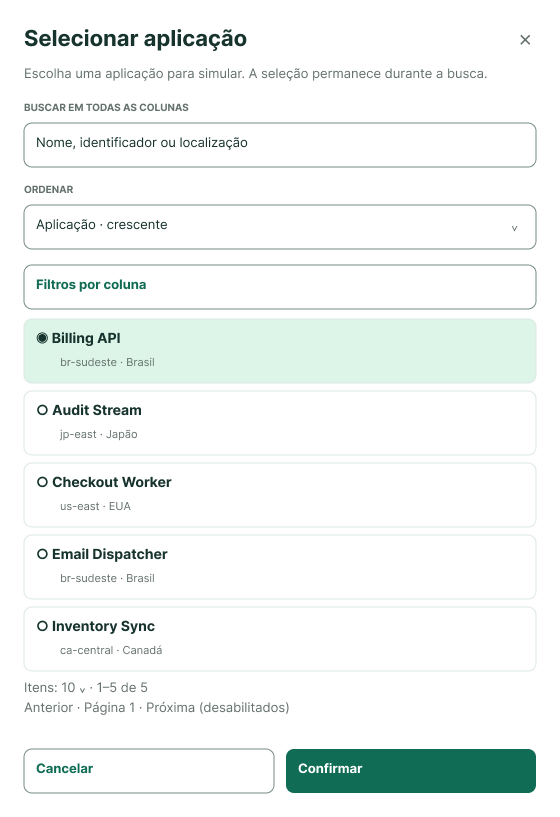 Selecionar aplicação
×
Escolha uma aplicação para simular. A seleção permanece durante a busca.
BUSCAR EM TODAS AS COLUNAS
Nome, identificador ou localização
ORDENAR
Aplicação · crescente
Filtros por coluna
Billing API
br-sudeste · Brasil
Audit Stream
jp-east · Japão
Checkout Worker
us-east · EUA
Email Dispatcher
br-sudeste · Brasil
Inventory Sync
ca-central · Canadá
Itens: 10 ˬ · 1–5 de 5
Anterior · Página 1 · Próxima (desabilitados)
Cancelar
Confirmar